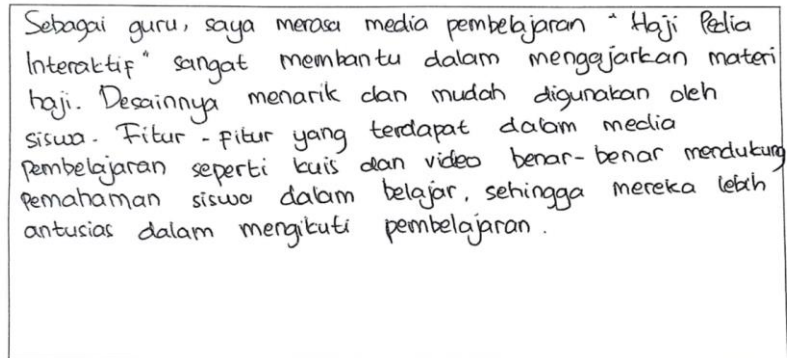 Sebagai guru, saya merasa media pembelajaran "Haji Pedia
Interaktif" sangat membantu dalam mengajarkan materi
haji. Desainnya menarik dan mudah digunakan oleh
siswa. Fitur-fitur yang terdapat dalam media
pembelajaran seperti kuis dan video benar-benar mendukung
pemahaman siswa dalam belajar, sehingga mereka lebih
antusias dalam mengikuti pembelajaran.